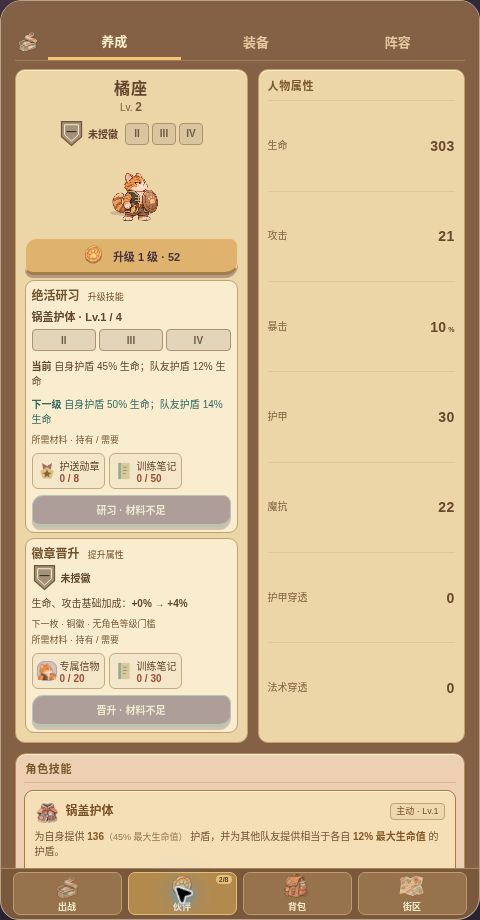 养成
装备
阵容
橘座
Lv. 2
未授徽
II
III
IV
升级 1 级 · 52
绝活研习 升级技能
锅盖护体 · Lv.1 / 4
II
III
IV
当前 自身护盾 45% 生命；队友护盾 12% 生
命
下一级 自身护盾 50% 生命；队友护盾 14%
生命
所需材料 · 持有 / 需要
护送勋章
0 / 8
训练笔记
0 / 50
研习 · 材料不足
徽章晋升 提升属性
未授徽
生命、攻击基础加成：+0% → +4%
下一枚 · 铜徽 · 无角色等级门槛
所需材料 · 持有 / 需要
专属信物
0 / 20
训练笔记
0 / 30
晋升 · 材料不足
人物属性
生命 303
攻击 21
暴击 10 %
护甲 30
魔抗 22
护甲穿透 0
法术穿透 0
角色技能
锅盖护体
主动 · Lv.1
为自身提供 136（45% 最大生命值） 护盾，并为其他队友提供相当于各自 12% 最大生命值 的
护盾。
出战
2/8
伙伴
背包
街区